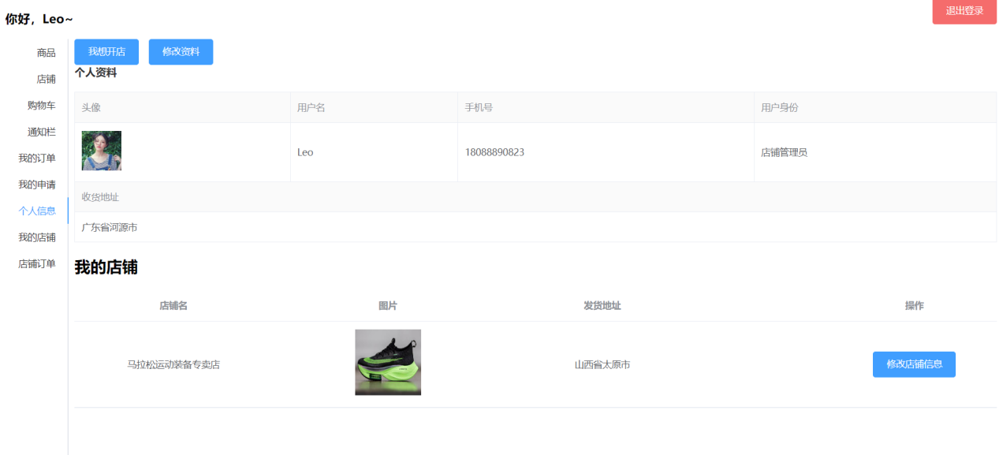 你好，Leo~
退出登录
商品
店铺
购物车
通知栏
我的订单
我的申请
个人信息
我的店铺
店铺订单
我想开店 修改资料
个人资料
头像 用户名 手机号 用户身份
Leo 18088890823 店铺管理员
收货地址
广东省河源市
我的店铺
店铺名 图片 发货地址 操作
马拉松运动装备专卖店 山西省太原市 修改店铺信息